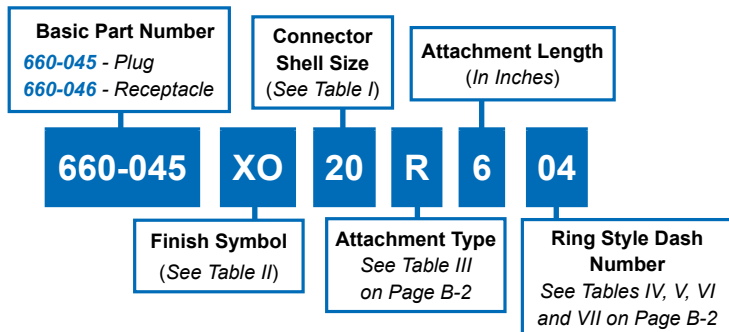 Basic Part Number
660-045 - Plug
660-046 - Receptacle
Connector
Shell Size
(See Table I)
Attachment Length
(In Inches)
660-045 XO 20 R 6 04
Finish Symbol
(See Table II)
Attachment Type
See Table III
on Page B-2
Ring Style Dash
Number
See Tables IV, V, VI
and VII on Page B-2